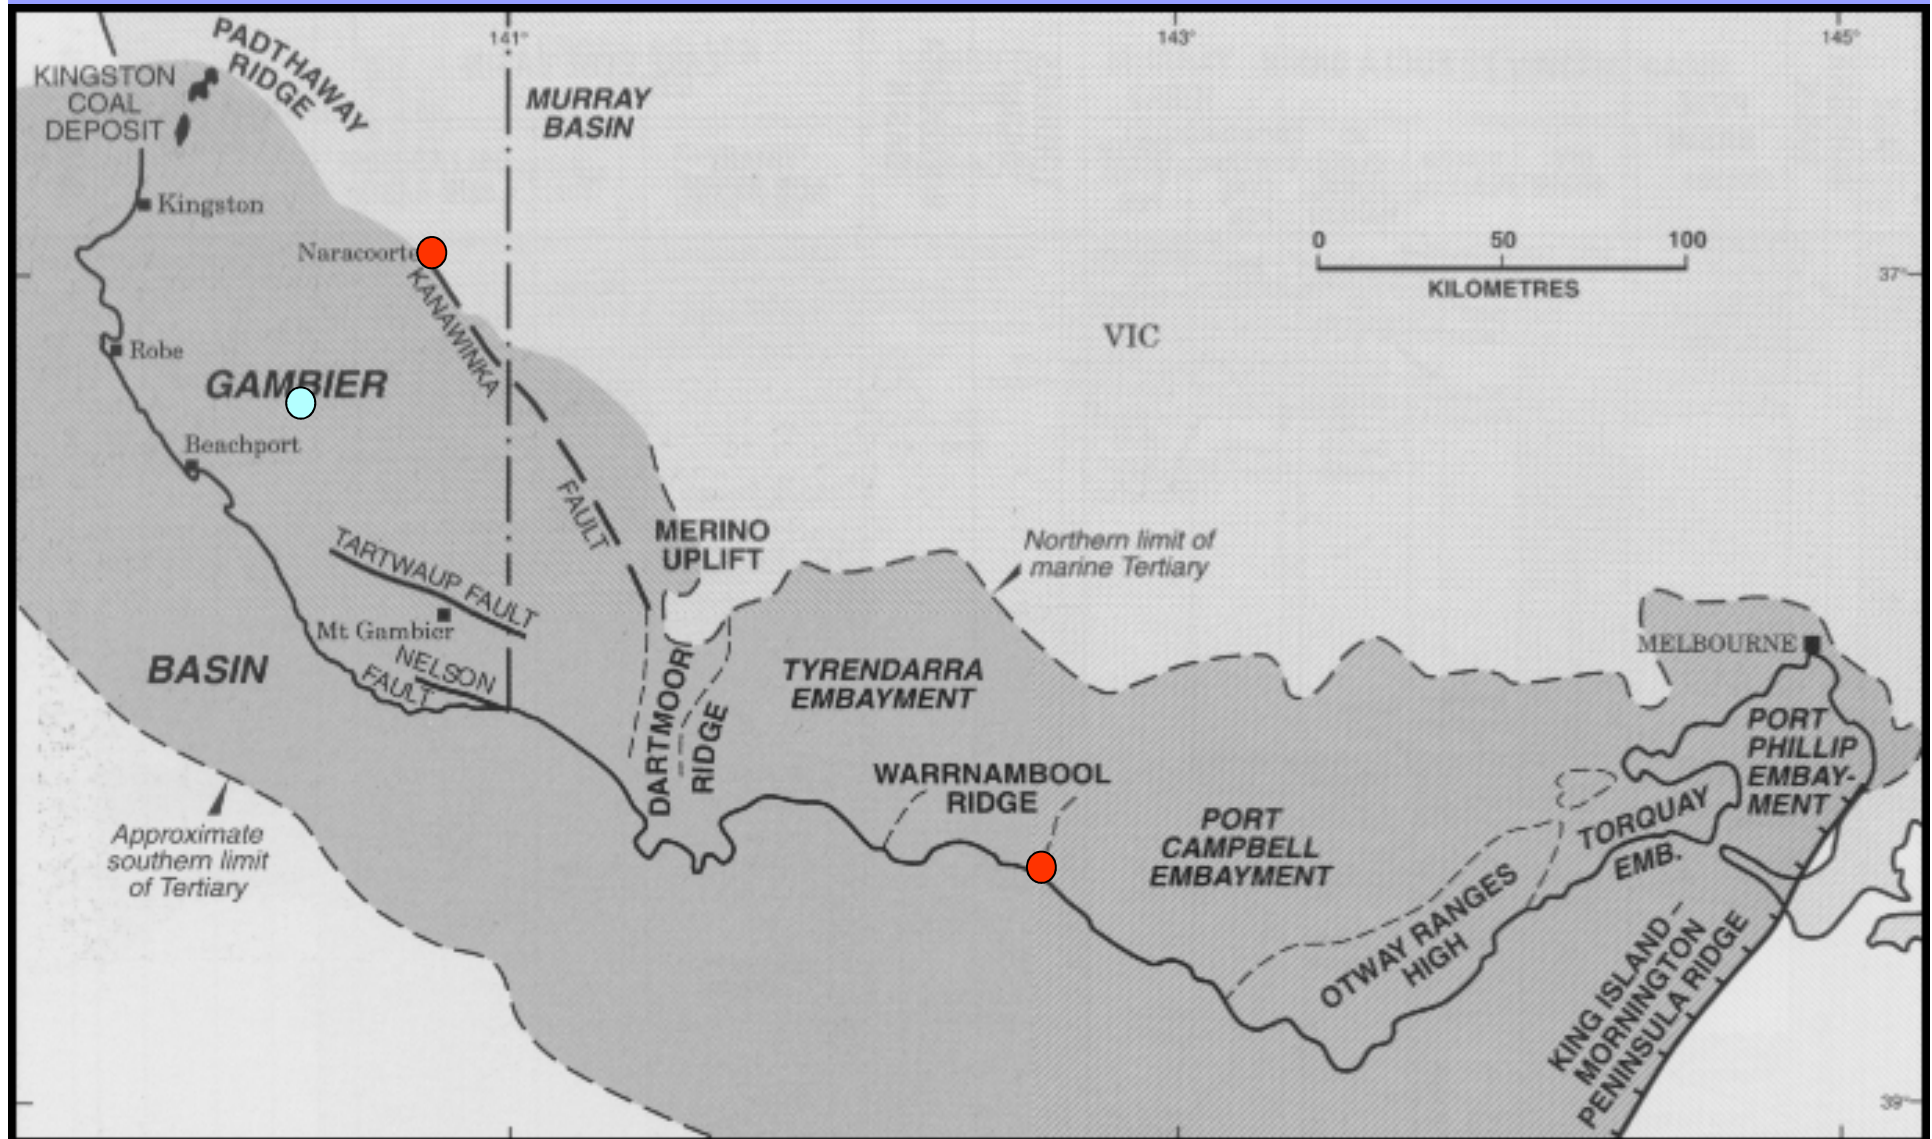 141°
143°
145°
PADTHAWAY
RIDGE
KINGSTON
COAL
DEPOSIT
MURRAY
BASIN
Kingston
Naracoorte
0 50 100
KILOMETRES
37°
KANAWINKA
FAULT
VIC
Robe
GAMBIER
Beachport
MERINO
UPLIFT
Northern limit of
marine Tertiary
TARTWAUP FAULT
Mt Gambier
NELSON
FAULT
BASIN
DARTMOOR
RIDGE
TYRENDARRA
EMBAYMENT
MELBOURNE
PORT
PHILLIP
EMBAY-
MENT
WARRNAMBOOL
RIDGE
PORT
CAMPBELL
EMBAYMENT
TORQUAY
EMB.
Approximate
southern limit
of Tertiary
OTWAY RANGES
HIGH
KING ISLAND –
MORNINGTON
PENINSULA RIDGE
39°